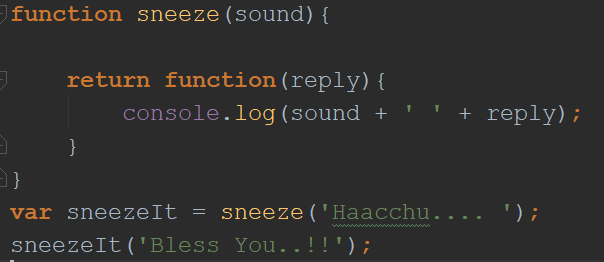 function sneeze(sound){
return function(reply){
console.log(sound + ' ' + reply);
}
}
var sneezeIt = sneeze('Haacchu.... ');
sneezeIt('Bless You..!!');